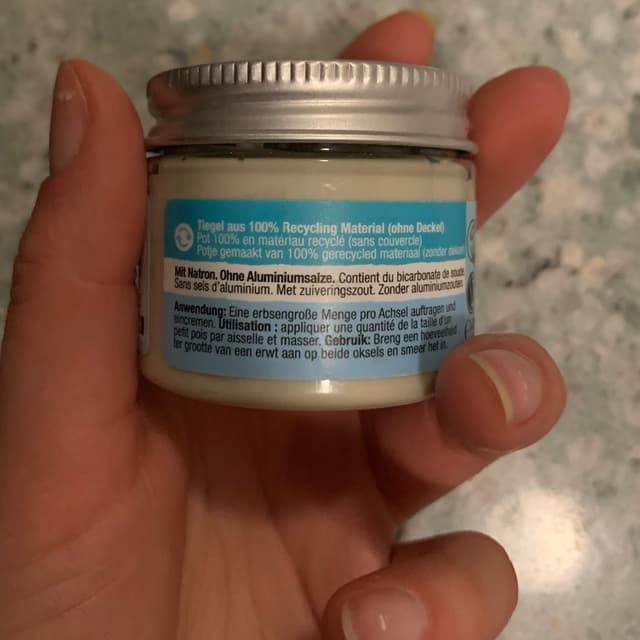 Tiegel aus 100% Recycling Material (ohne Deckel)
Pot 100% en matériau recyclé (sans couvercle)
Potje gemaakt van 100% gerecycled materiaal (zonder deksel)
Mit Natron. Ohne Aluminiumsalze. Contient du bicarbonate de soude.
Sans seis d'aluminium. Met zuiveringszout. Zonder aluminiumzouten.
Anwendung: Eine erbsengroße Menge pro Achsel auftragen und
eincremen. Utilisation : appliquer une quantité de la taille d'un
petit pois par aisselle et masser. Gebruik: Breng een hoeveelheid
ter grootte van een erwt aan op beide oksels en smeer het in.